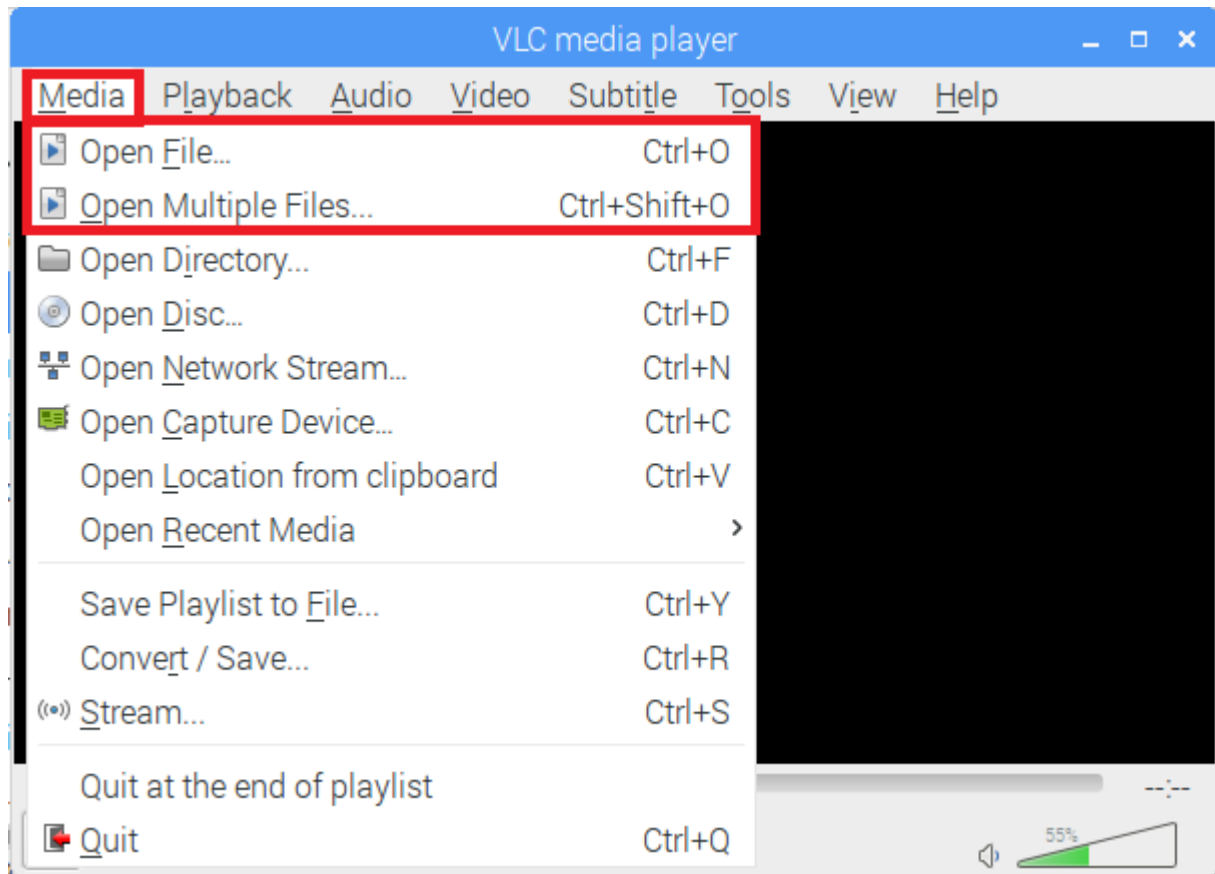 VLC media player
Media Playback Audio Video Subtitle Tools View Help
Open File... Ctrl+O
Open Multiple Files... Ctrl+Shift+O
Open Directory... Ctrl+F
Open Disc... Ctrl+D
Open Network Stream... Ctrl+N
Open Capture Device... Ctrl+C
Open Location from clipboard Ctrl+V
Open Recent Media
Save Playlist to File... Ctrl+Y
Convert / Save... Ctrl+R
Stream... Ctrl+S
Quit at the end of playlist
--:--
Quit Ctrl+Q
55%